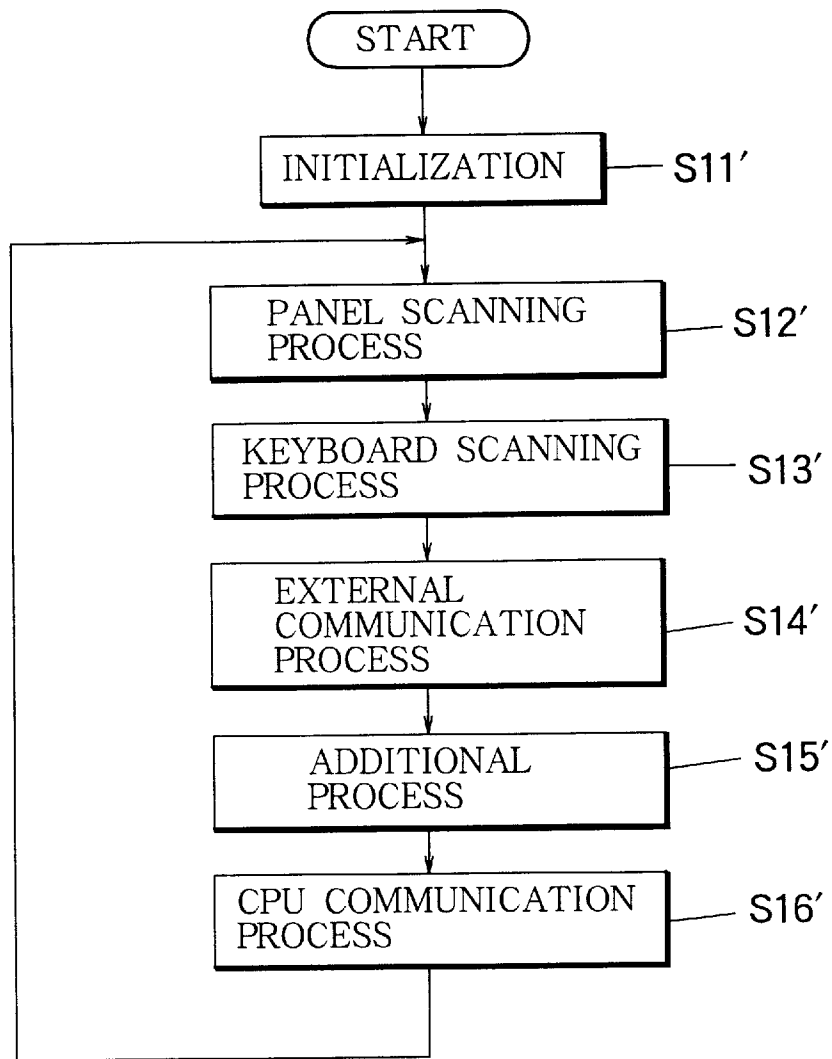 START
INITIALIZATION
S11′
PANEL SCANNING
PROCESS
S12′
KEYBOARD SCANNING
PROCESS
S13′
EXTERNAL
COMMUNICATION
PROCESS
S14′
ADDITIONAL
PROCESS
S15′
CPU COMMUNICATION
PROCESS
S16′